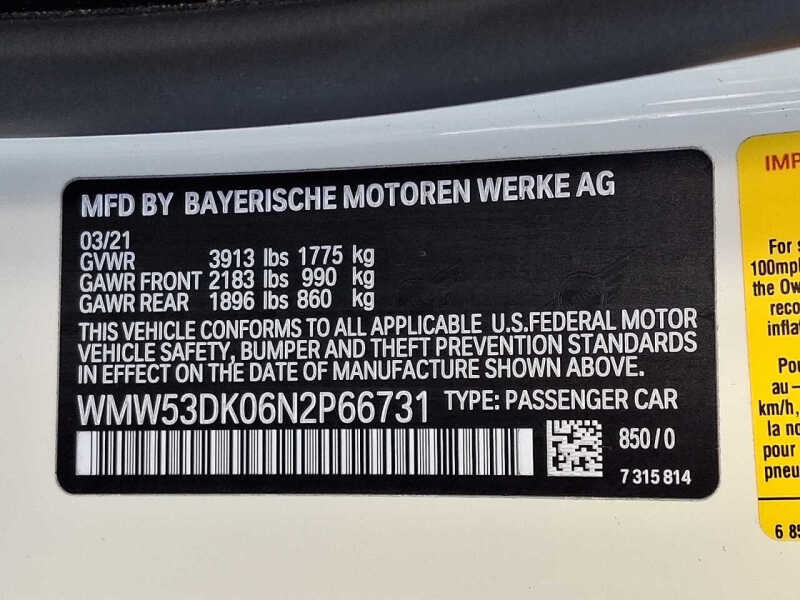 MFD BY BAYERISCHE MOTOREN WERKE AG
03/21
GVWR 3913 lbs 1775 kg
GAWR FRONT 2183 lbs 990 kg
GAWR REAR 1896 lbs 860 kg
THIS VEHICLE CONFORMS TO ALL APPLICABLE U.S.FEDERAL MOTOR
VEHICLE SAFETY, BUMPER AND THEFT PREVENTION STANDARDS
IN EFFECT ON THE DATE OF MANUFACTURE SHOWN ABOVE.
WMW53DK06N2P66731 TYPE: PASSENGER CAR
850/0
7 315 814
IMP
For s
100mph
the Ow
reco
inflat
Pou
au –
km/h,
la no
pour
pneu
6 85